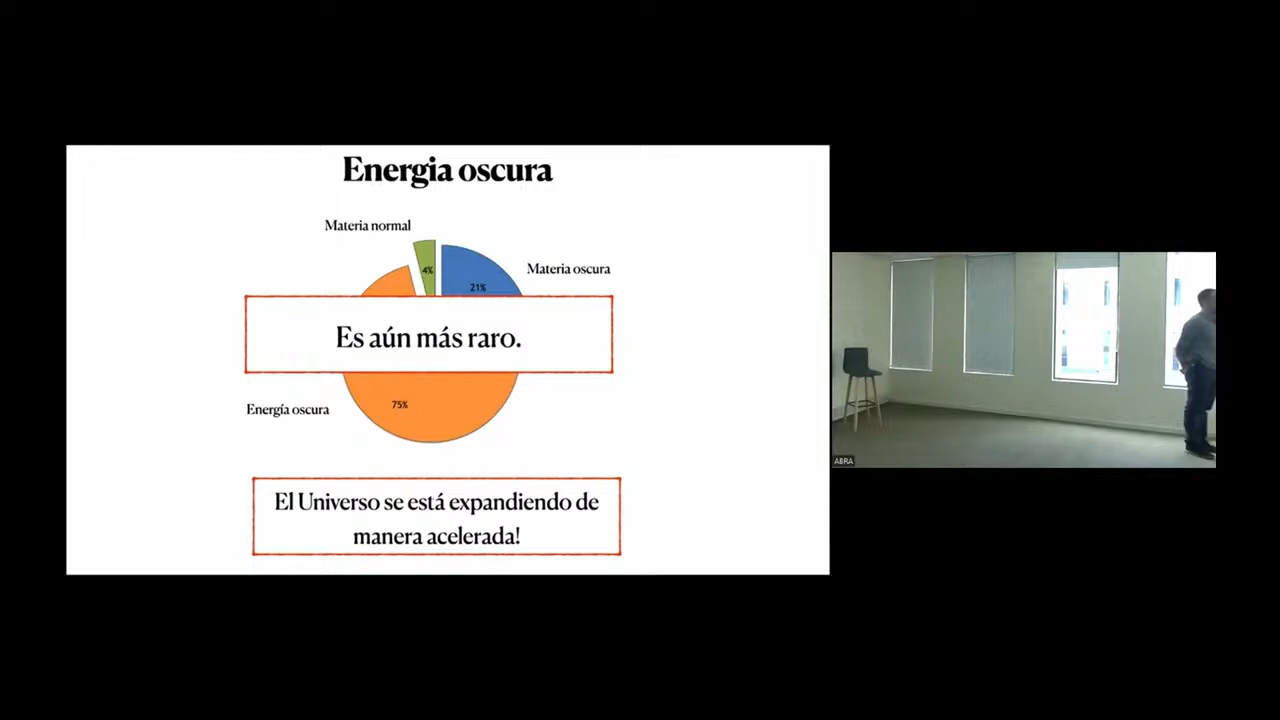 Energia oscura
Materia normal
4%
Materia oscura
21%
Es aún más raro.
75%
Energía oscura
El Universo se está expandiendo de
manera acelerada!
ABRA